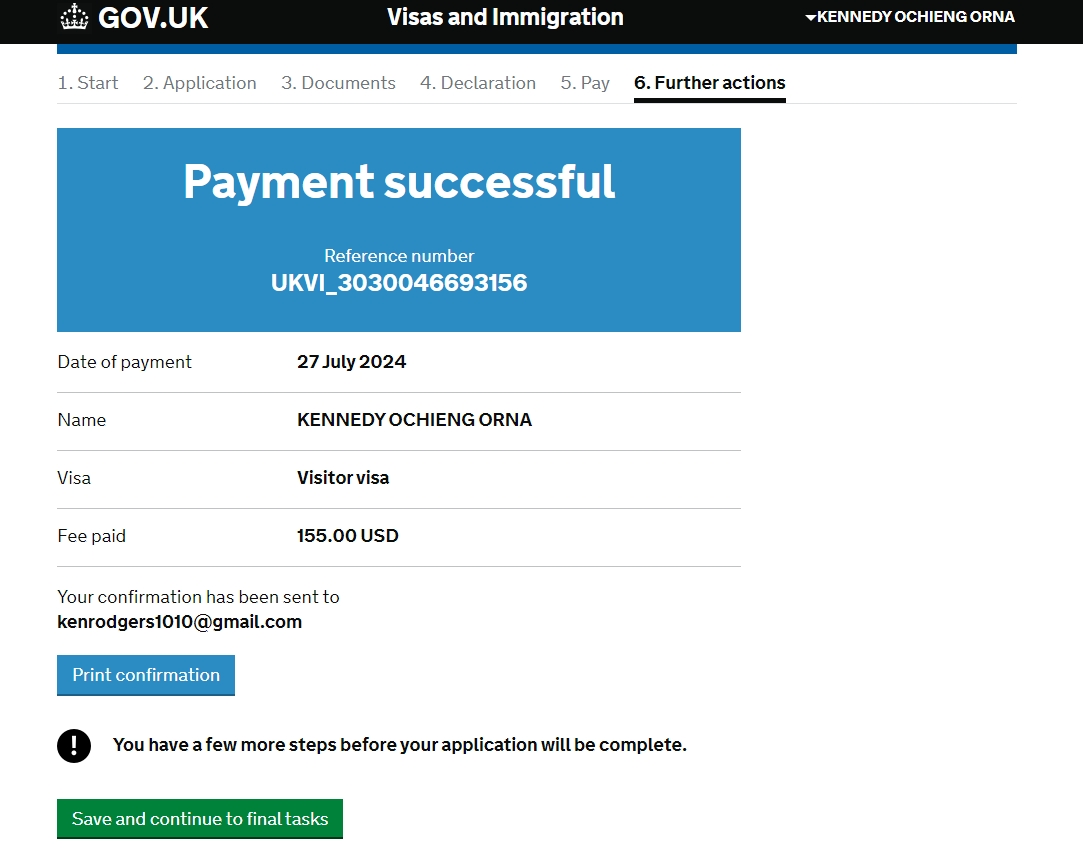 GOV.UK Visas and Immigration KENNEDY OCHIENG ORNA
1. Start 2. Application 3. Documents 4. Declaration 5. Pay 6. Further actions
Payment successful
Reference number
UKVI_3030046693156
Date of payment 27 July 2024
Name KENNEDY OCHIENG ORNA
Visa Visitor visa
Fee paid 155.00 USD
Your confirmation has been sent to
kenrodgers1010@gmail.com
Print confirmation
! You have a few more steps before your application will be complete.
Save and continue to final tasks